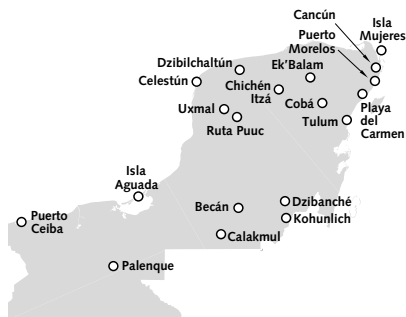 Cancún
Isla
Mujeres
Puerto
Morelos
Dzibilchaltún
Ek'Balam
Celestún
Chichén
Itzá
Uxmal
Cobá
Playa
del
Carmen
Tulum
Ruta Puuc
Isla
Aguada
Becán
Dzibanché
Puerto
Ceiba
Kohunlich
Calakmul
Palenque